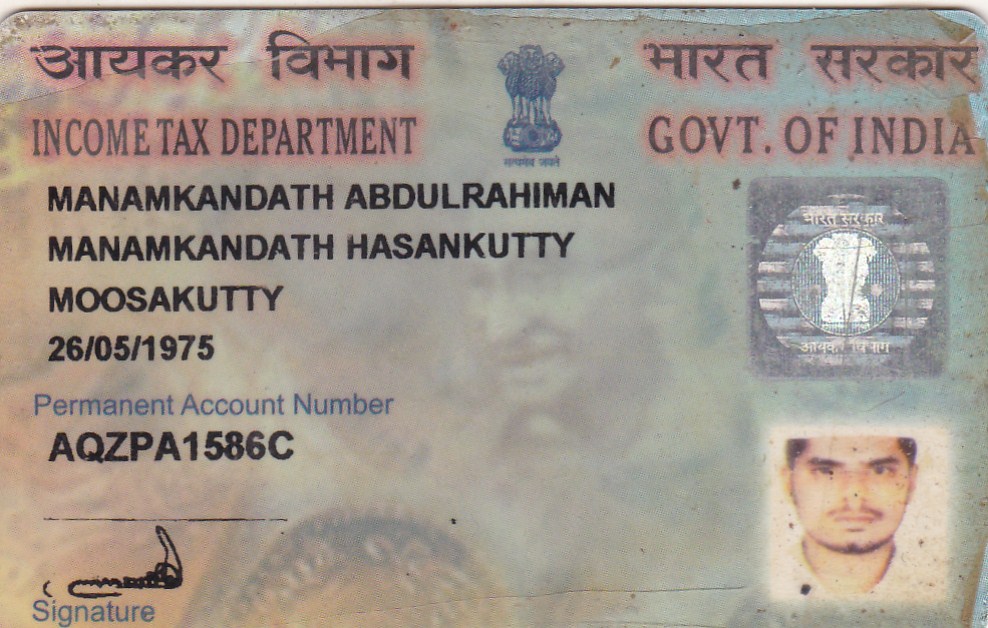 आयकर विभाग
भारत सरकार
INCOME TAX DEPARTMENT
GOVT. OF INDIA
सत्यमेव जयते
MANAMKANDATH ABDULRAHIMAN
MANAMKANDATH HASANKUTTY
MOOSAKUTTY
26/05/1975
भारत सरकार
आयकर विभाग
Permanent Account Number
AQZPA1586C
Signature